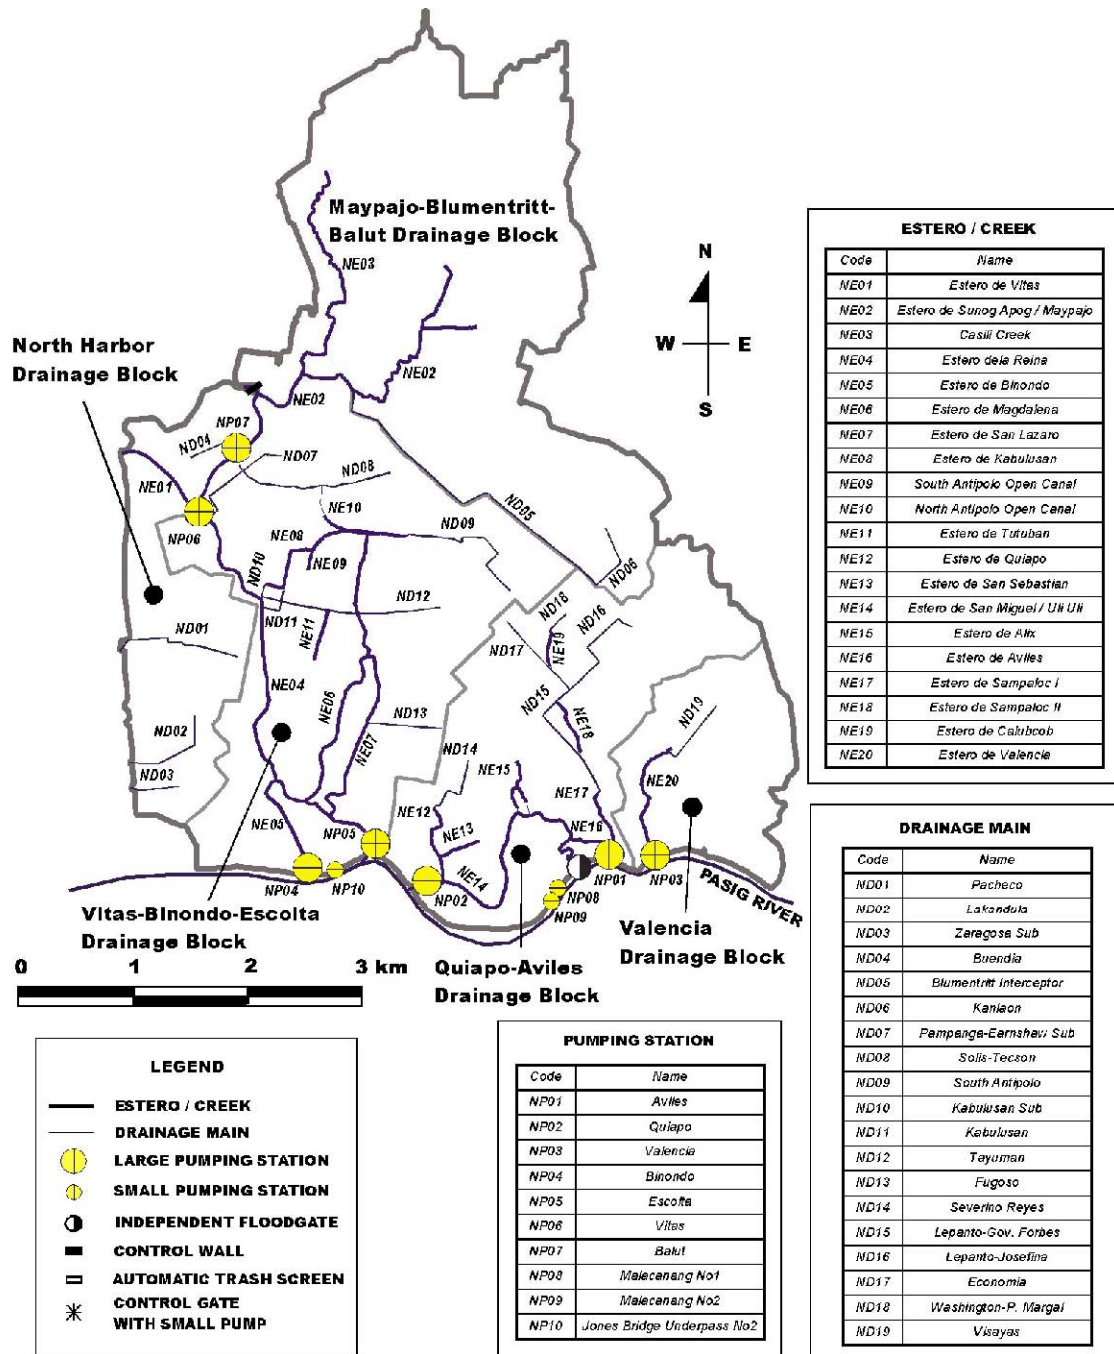 Maypajo-Blumentritt-
Balut Drainage Block
NE03
N
W E
S
North Harbor
Drainage Block
NE02
NE02
NP07
ND04
ND07
ND08
NE01
NE10
ND05
NP06
NE08
ND09
ND10
NE09
ND06
ND12
ND18
ND16
ND11
NE11
NE19
ND17
ND01
NE04
NE06
ND15
ND19
ND13
NE07
NE18
ND02
ND14
ND03
NE15
NE20
NE17
NE12
NE05
NP05
NE13
NE16
NP04
NP10
NP02
NE14
NP08
NP01
NP03
NP09
PASIG RIVER
Vitas-Binondo-Escolta
Drainage Block
Quiapo-Aviles
Drainage Block
Valencia
Drainage Block
0 1 2 3 km
ESTERO / CREEK
Code Name
NE01 Estero de Vitas
NE02 Estero de Sunog Apog / Maypajo
NE03 Casili Creek
NE04 Estero dela Reina
NE05 Estero de Binondo
NE06 Estero de Magdalena
NE07 Estero de San Lazaro
NE08 Estero de Kabulusan
NE09 South Antipolo Open Canal
NE10 North Antipolo Open Canal
NE11 Estero de Tutuban
NE12 Estero de Quiapo
NE13 Estero de San Sebastian
NE14 Estero de San Miguel / Uli Uli
NE15 Estero de Alix
NE16 Estero de Aviles
NE17 Estero de Sampaloc I
NE18 Estero de Sampaloc II
NE19 Estero de Calubcob
NE20 Estero de Valencia
DRAINAGE MAIN
Code Name
ND01 Pacheco
ND02 Lakandula
ND03 Zaragosa Sub
ND04 Buendia
ND05 Blumentritt Interceptor
ND06 Kanlaon
ND07 Pampanga-Earnshaw Sub
ND08 Solis-Tecson
ND09 South Antipolo
ND10 Kabulusan Sub
ND11 Kabulusan
ND12 Tayuman
ND13 Fugoso
ND14 Severino Reyes
ND15 Lepanto-Gov. Forbes
ND16 Lepanto-Josefina
ND17 Economia
ND18 Washington-P. Margal
ND19 Visayas
LEGEND
ESTERO / CREEK
DRAINAGE MAIN
LARGE PUMPING STATION
SMALL PUMPING STATION
INDEPENDENT FLOODGATE
CONTROL WALL
AUTOMATIC TRASH SCREEN
CONTROL GATE
WITH SMALL PUMP
PUMPING STATION
Code Name
NP01 Aviles
NP02 Quiapo
NP03 Valencia
NP04 Binondo
NP05 Escolta
NP06 Vitas
NP07 Balut
NP08 Malacanang No1
NP09 Malacanang No2
NP10 Jones Bridge Underpass No2